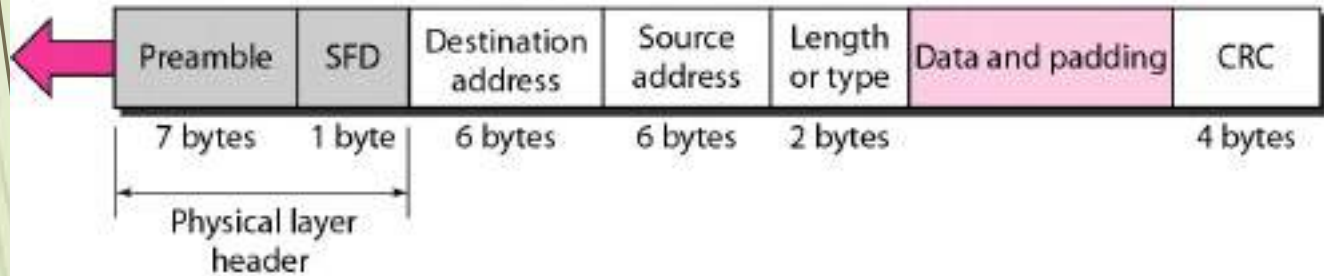 Preamble
SFD
Destination
address
Source
address
Length
or type
Data and padding
CRC
7 bytes
1 byte
6 bytes
6 bytes
2 bytes
4 bytes
Physical layer
header